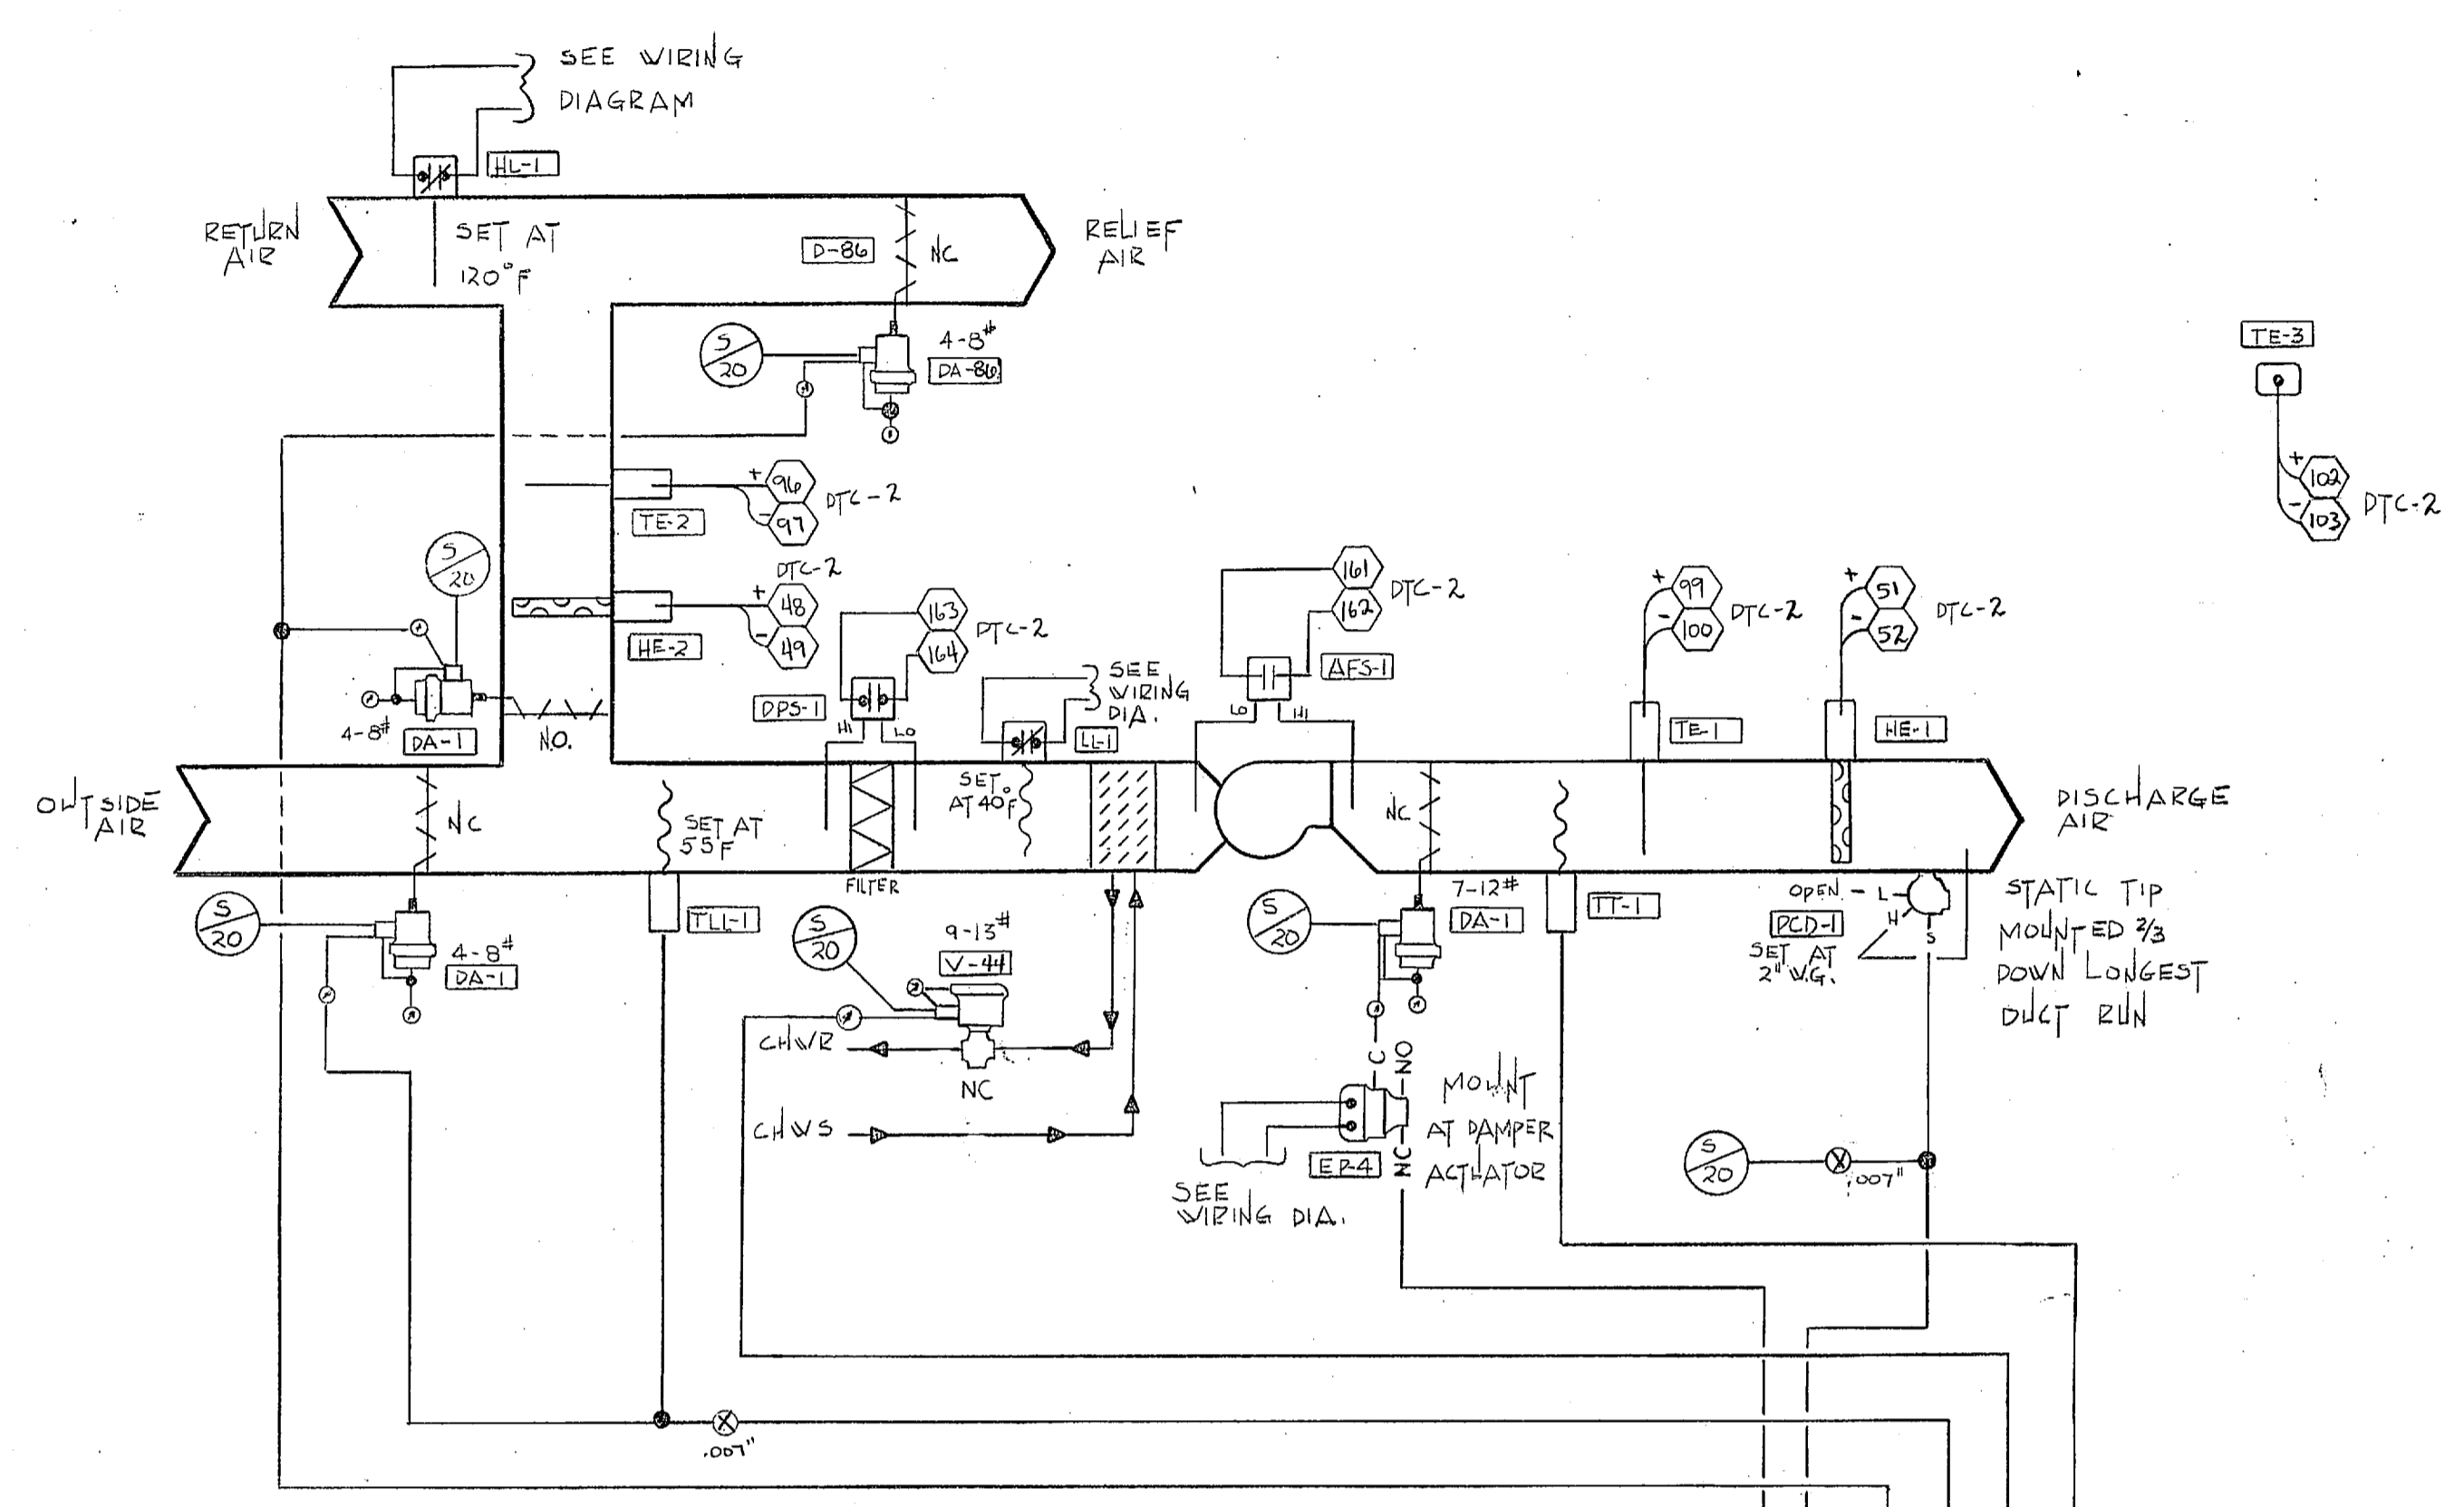 SEE WIRING
DIAGRAM
HL-1
RETURN
AIR
SET AT
120°F
D-86
NC
RELIEF
AIR
S
20
4-8#
DA-86
TE-3
+
102
-
103
DTC-2
TE-2
+
96
-
97
DTC-2
S
20
HE-2
DTC-2
+
48
-
49
4-8#
DA-1
N.O.
163
164
DTC-2
DPS-1
HI
LO
SEE
WIRING
DIA.
LL-1
161
162
DTC-2
AFS-1
LO
HI
+
99
-
100
DTC-2
TE-1
+
51
-
52
DTC-2
HE-1
OUTSIDE
AIR
NC
SET AT
55F
FILTER
SET
AT 40°F
NC
DISCHARGE
AIR
S
20
4-8#
DA-1
TLL-1
S
20
9-13#
V-44
CHWR
NC
CHWS
S
20
7-12#
DA-1
TT-1
C
NO
NC
EP-4
MOUNT
AT DAMPER
ACTUATOR
SEE
WIRING DIA.
OPEN - L
H
S
PCD-1
SET AT
2" W.G.
STATIC TIP
MOUNTED 2/3
DOWN LONGEST
DUCT RUN
S
20
.007"
.007"